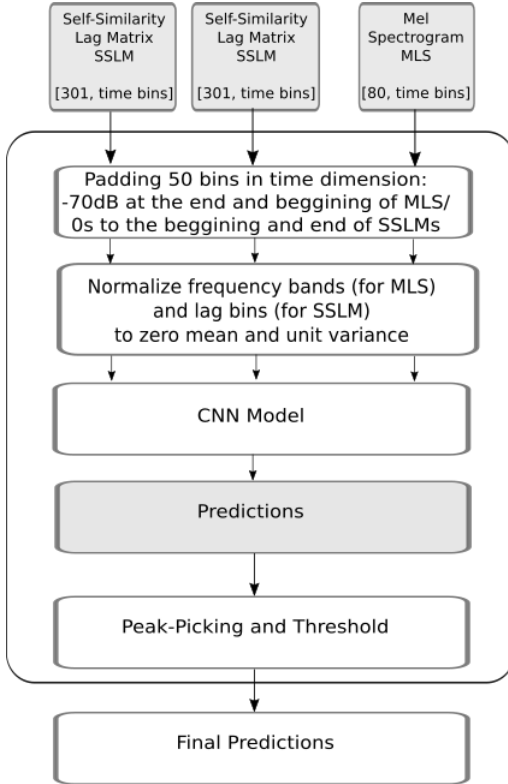 Self-Similarity
Lag Matrix
SSLM
[301, time bins]
Self-Similarity
Lag Matrix
SSLM
[301, time bins]
Mel
Spectrogram
MLS
[80, time bins]
Padding 50 bins in time dimension:
-70dB at the end and beggining of MLS/
0s to the beggining and end of SSLMs
Normalize frequency bands (for MLS)
and lag bins (for SSLM)
to zero mean and unit variance
CNN Model
Predictions
Peak-Picking and Threshold
Final Predictions